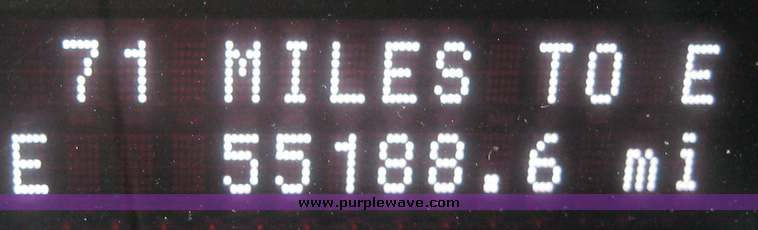 71 MILES TO E
E 55188.6 mi
www.purplewave.com